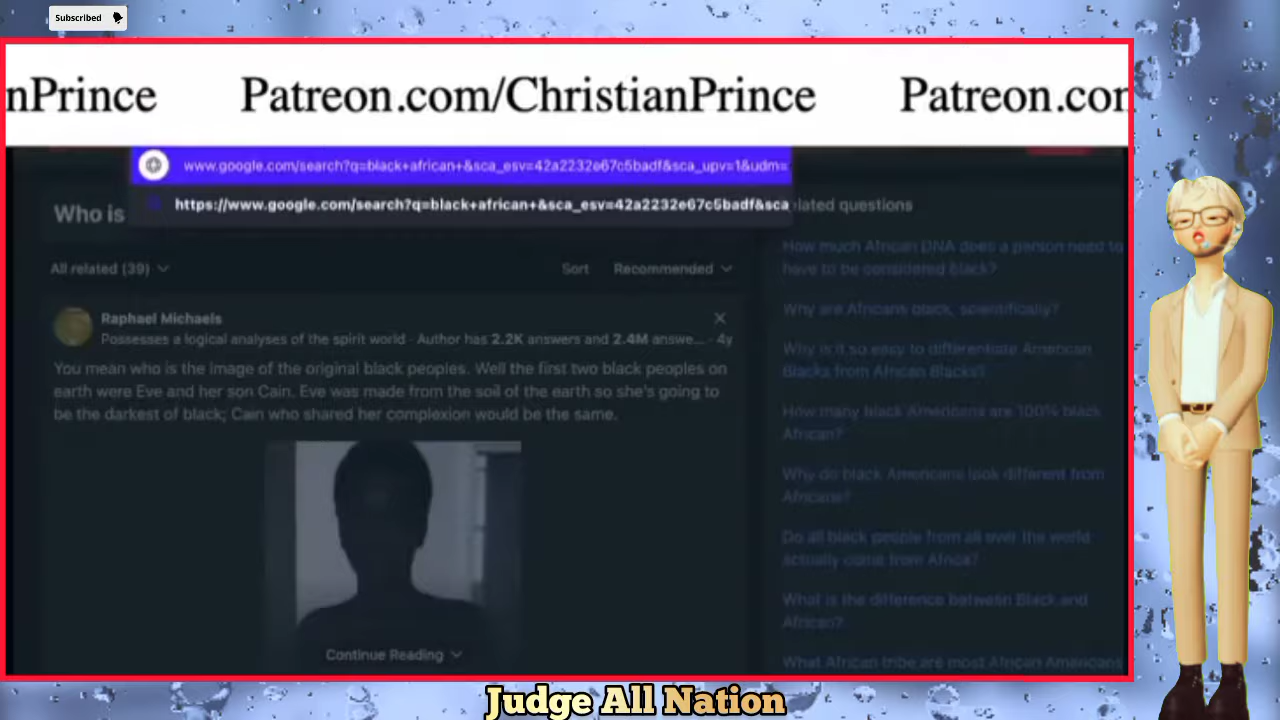 Subscribed
nPrince Patreon.com/ChristianPrince Patreon.con
www.google.com/search?q=black+african+&sca_esv=42a2232e67c5badf&sca_upv=1&udm=
https://www.google.com/search?q=black+african+&sca_esv=42a2232e67c5badf&sca
Who is
All related (39)
Sort Recommended
Raphael Michaels
Possesses a logical analyses of the spirit world · Author has 2.2K answers and 2.4M answe... · 4y
You mean who is the image of the original black peoples. Well the first two black peoples on
earth were Eve and her son Cain. Eve was made from the soil of the earth so she's going to
be the darkest of black; Cain who shared her complexion would be the same.
Continue Reading
lated questions
How much African DNA does a person need to
have to be considered black?
Why are Africans black, scientifically?
Why is it so easy to differentiate American
Blacks from African Blacks?
How many black Americans are 100% black
African?
Why do black Americans look different from
Africans?
Do all black people from all over the world
actually come from Africa?
What is the difference between Black and
African?
What African tribe are most African Americans
Judge All Nation